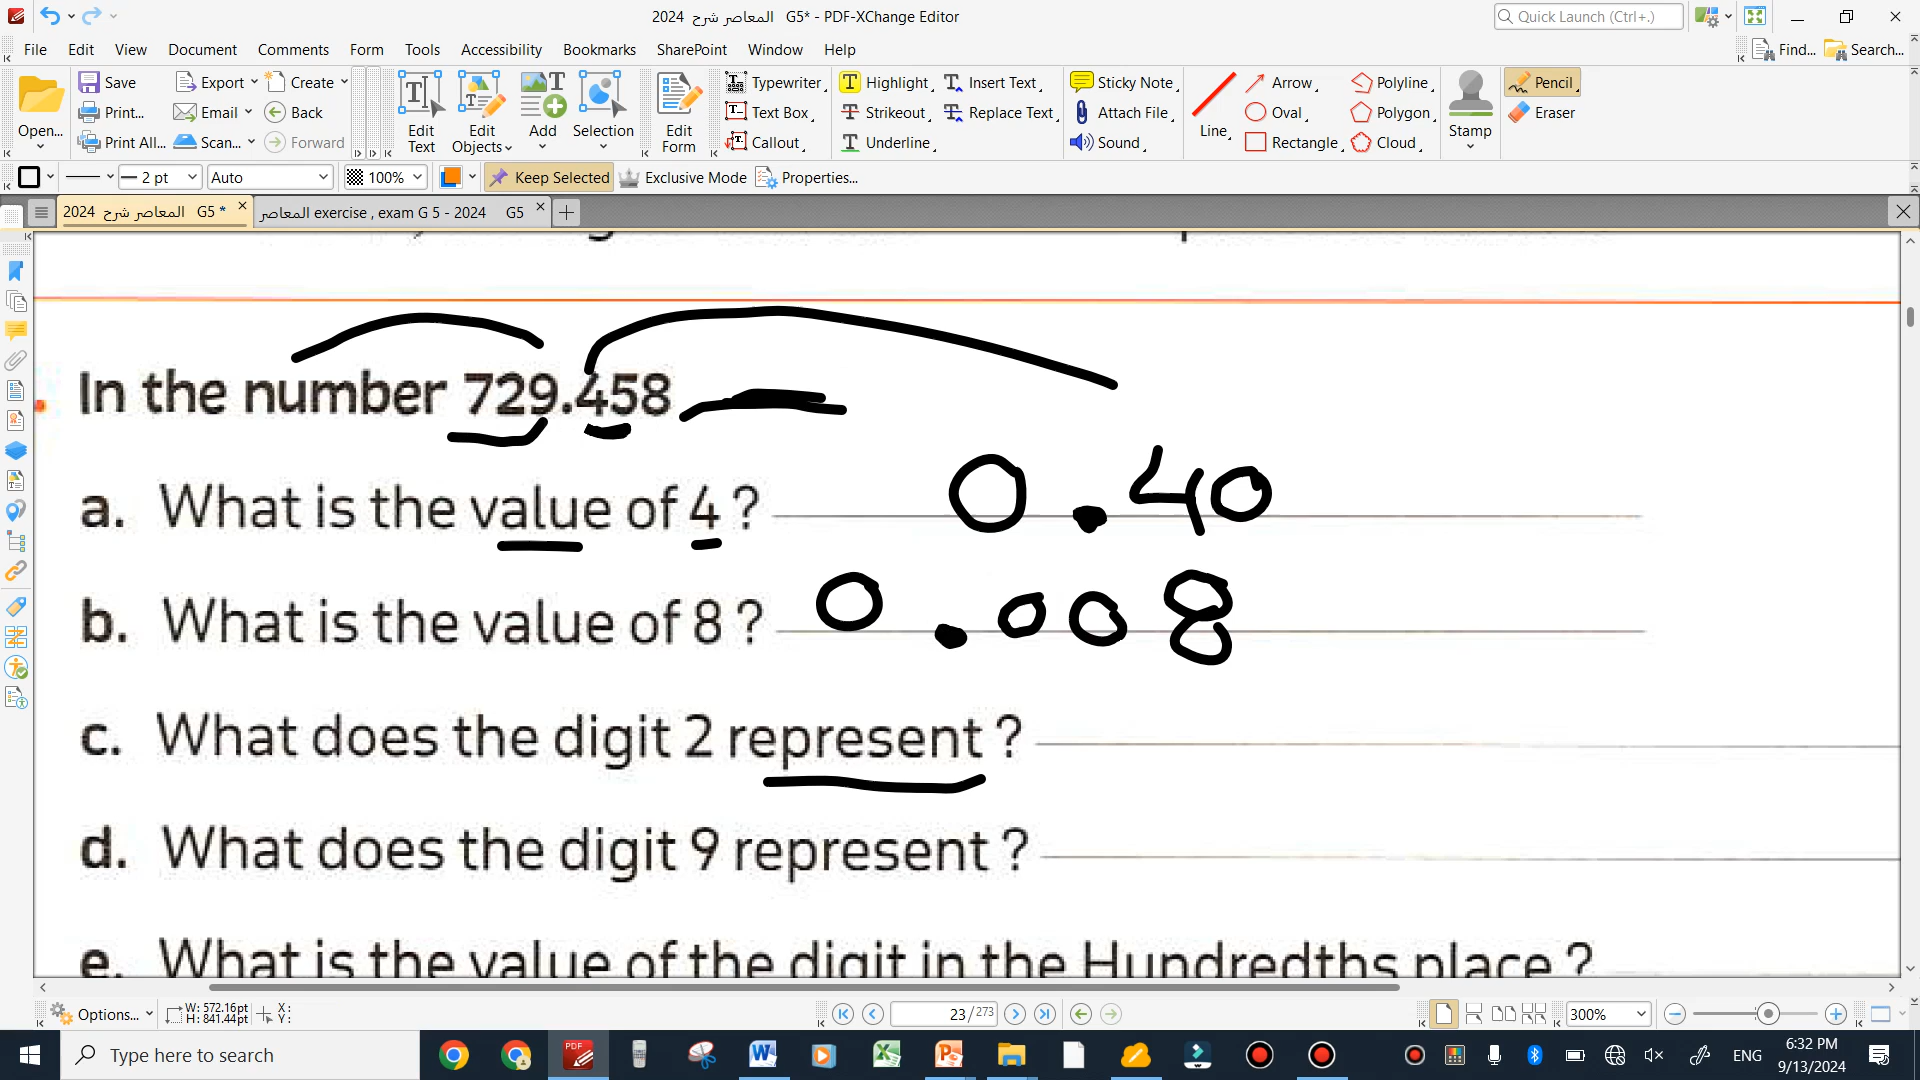 المعاصر شرح 2024 G5* - PDF-XChange Editor
Quick Launch (Ctrl+.)
File Edit View Document Comments Form Tools Accessibility Bookmarks SharePoint Window Help
Find... Search...
Open... Save Export Create
Print... Email Back
Print All... Scan... Forward
Edit Text Edit Objects Add Selection Edit Form
Typewriter Highlight Insert Text
Text Box Strikeout Replace Text
Callout Underline
Sticky Note Attach File Sound
Line Arrow Polyline
Oval Polygon
Rectangle Cloud
Stamp Pencil Eraser
2 pt Auto 100% Keep Selected Exclusive Mode Properties...
المعاصر شرح 2024 G5 *
المعاصر exercise , exam G 5 - 2024 G5
In the number 729.458
a. What is the value of 4 ? 0.40
b. What is the value of 8 ? 0.008
c. What does the digit 2 represent ?
d. What does the digit 9 represent ?
e. What is the value of the digit in the Hundredths place ?
Options... W: 572.16pt H: 841.44pt X: Y: 23 / 273 300%
Type here to search
ENG 6:32 PM
9/13/2024